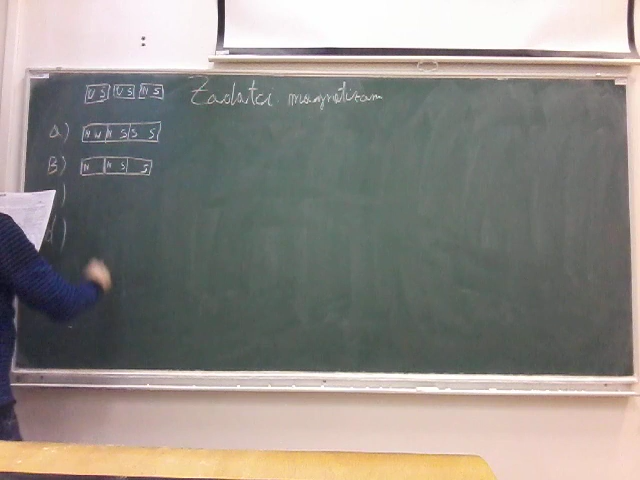 N S N S N S Zadatci magnetizam
a) N N N S S S
B) N N S S
)
d)